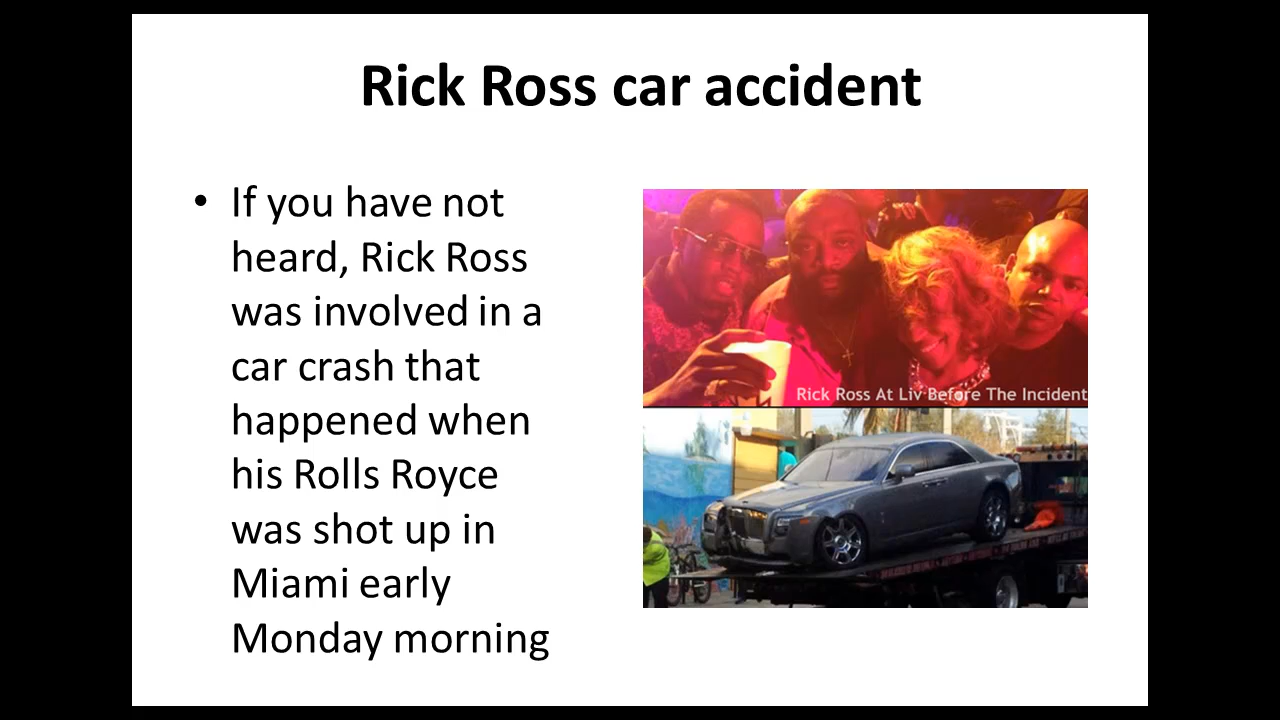 Rick Ross car accident
• If you have not
heard, Rick Ross
was involved in a
car crash that
happened when
his Rolls Royce
was shot up in
Miami early
Monday morning
Rick Ross At Liv Before The Incident